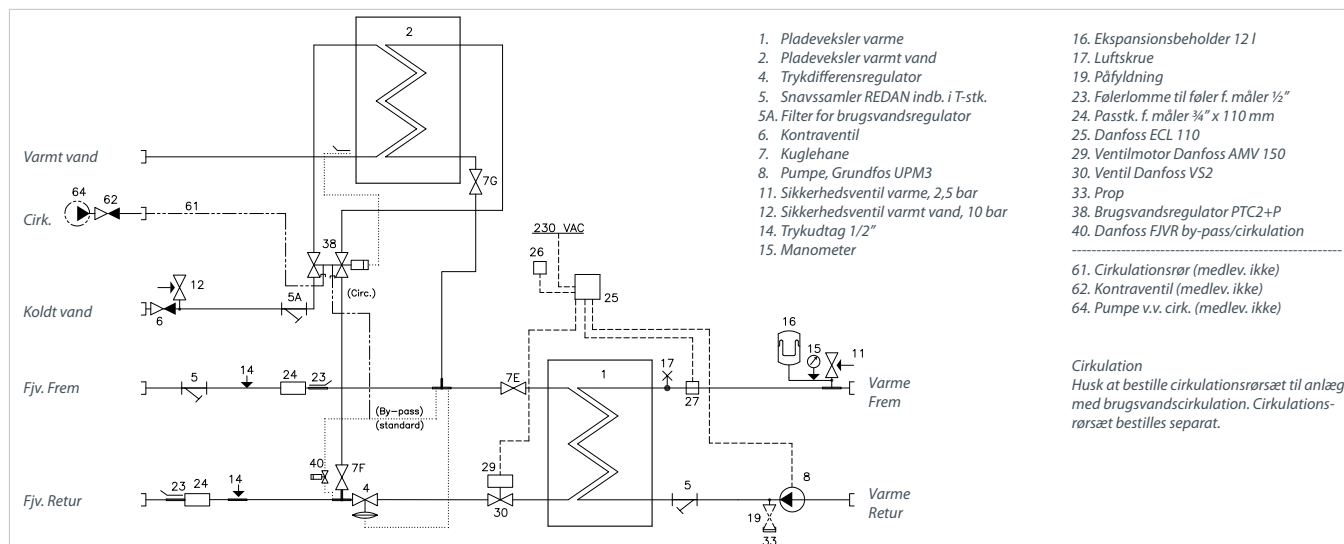 2
Varmt vand
7G
64
62
61
Cirk.
38
230 VAC
26
25
12
5A
(Circ.)
Koldt vand
6
16
15
11
5
14
24
23
7E
1
17
27
Fjv. Frem
Varme
Frem
(By-pass)
(standard)
40
7F
29
23
24
14
4
30
5
8
Fjv. Retur
19
33
Varme
Retur
1. Pladeveksler varme
2. Pladeveksler varmt vand
4. Trykdifferensregulator
5. Snavssamler REDAN indb. i T-stk.
5A. Filter for brugsvandsregulator
6. Kontraventil
7. Kuglehane
8. Pumpe, Grundfos UPM3
11. Sikkerhedsventil varme, 2,5 bar
12. Sikkerhedsventil varmt vand, 10 bar
14. Trykudtag 1/2"
15. Manometer
16. Ekspansionsbeholder 12 l
17. Luftskrue
19. Påfyldning
23. Følerlomme til føler f. måler ½"
24. Passtk. f. måler ¾" x 110 mm
25. Danfoss ECL 110
29. Ventilmotor Danfoss AMV 150
30. Ventil Danfoss VS2
33. Prop
38. Brugsvandsregulator PTC2+P
40. Danfoss FJVR by-pass/cirkulation
61. Cirkulationsrør (medlev. ikke)
62. Kontraventil (medlev. ikke)
64. Pumpe v.v. cirk. (medlev. ikke)
Cirkulation
Husk at bestille cirkulationsrørsæt til anlæg
med brugsvandscirkulation. Cirkulations-
rørsæt bestilles separat.